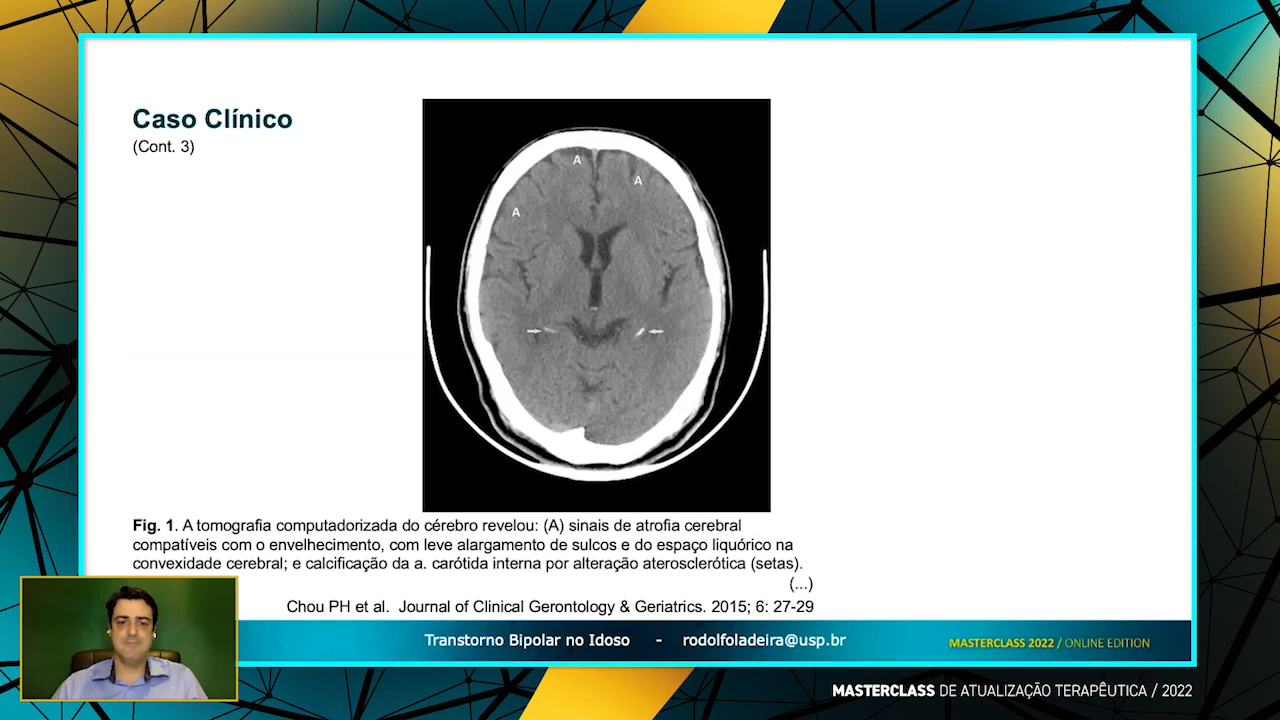 Caso Clínico
(Cont. 3)
A
A
A
Fig. 1. A tomografia computadorizada do cérebro revelou: (A) sinais de atrofia cerebral
compatíveis com o envelhecimento, com leve alargamento de sulcos e do espaço liquórico na
convexidade cerebral; e calcificação da a. carótida interna por alteração aterosclerótica (setas).
(...)
Chou PH et al. Journal of Clinical Gerontology & Geriatrics. 2015; 6: 27-29
Transtorno Bipolar no Idoso - rodolfoladeira@usp.br
MASTERCLASS 2022 / ONLINE EDITION
MASTERCLASS DE ATUALIZAÇÃO TERAPÊUTICA / 2022